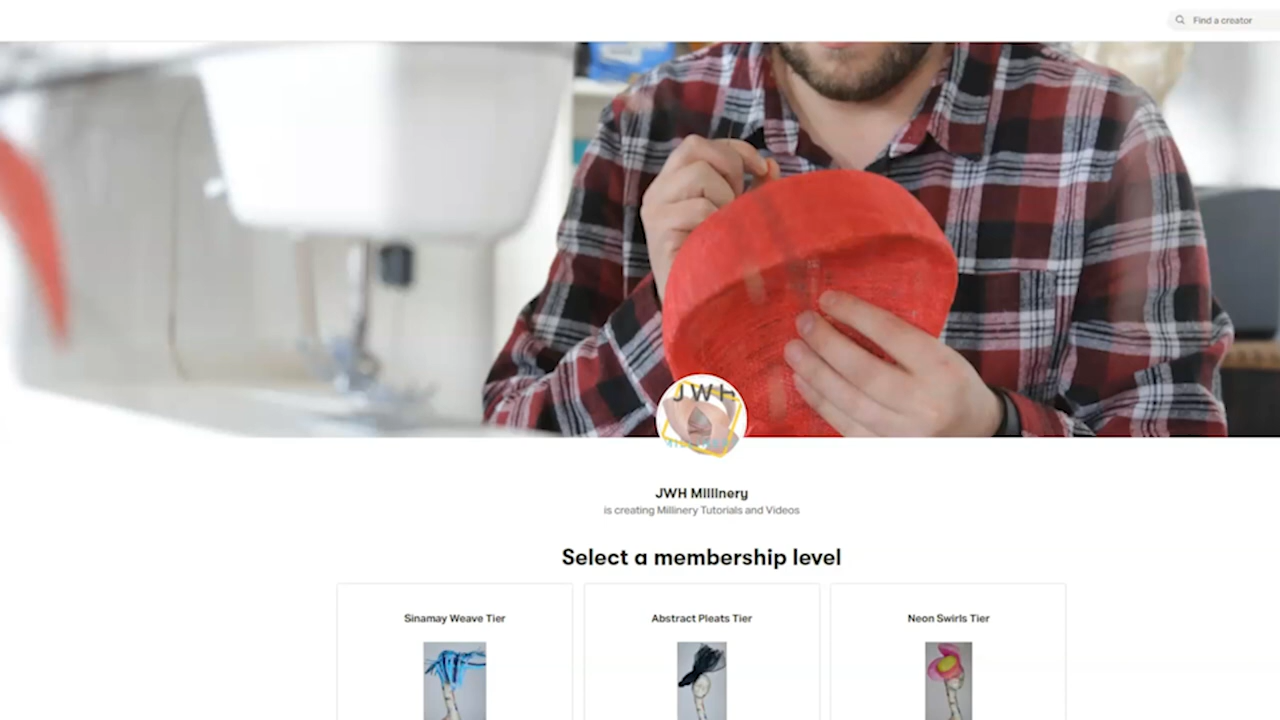 Find a creator
JWH
JWH Millinery
is creating Millinery Tutorials and Videos
Select a membership level
Sinamay Weave Tier
Abstract Pleats Tier
Neon Swirls Tier